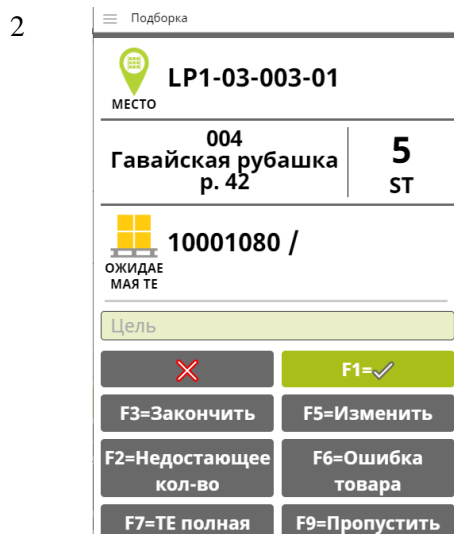 2
Подборка
LP1-03-003-01
МЕСТО
004
Гавайская рубашка
р. 42
5
ST
10001080 /
ОЖИДАЕ
МАЯ ТЕ
Цель
F1=
F3=Закончить
F5=Изменить
F2=Недостающее
кол-во
F6=Ошибка
товара
F7=ТЕ полная
F9=Пропустить